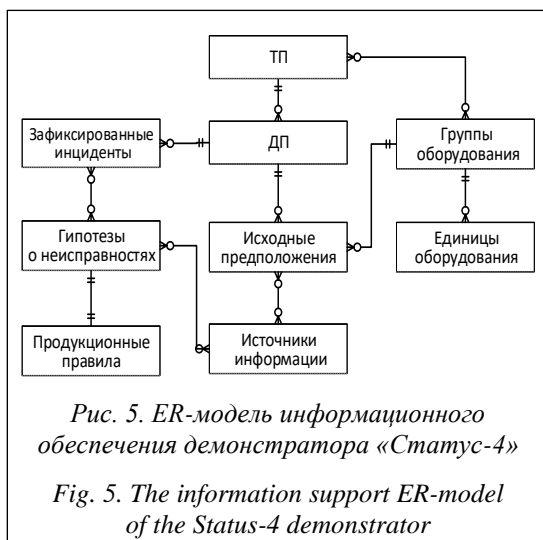 ТП
Зафиксированные
инциденты
ДП
Группы
оборудования
Гипотезы
о неисправностях
Исходные
предположения
Единицы
оборудования
Продукционные
правила
Источники
информации
Рис. 5. ER-модель информационного
обеспечения демонстратора «Статус-4»
Fig. 5. The information support ER-model
of the Status-4 demonstrator